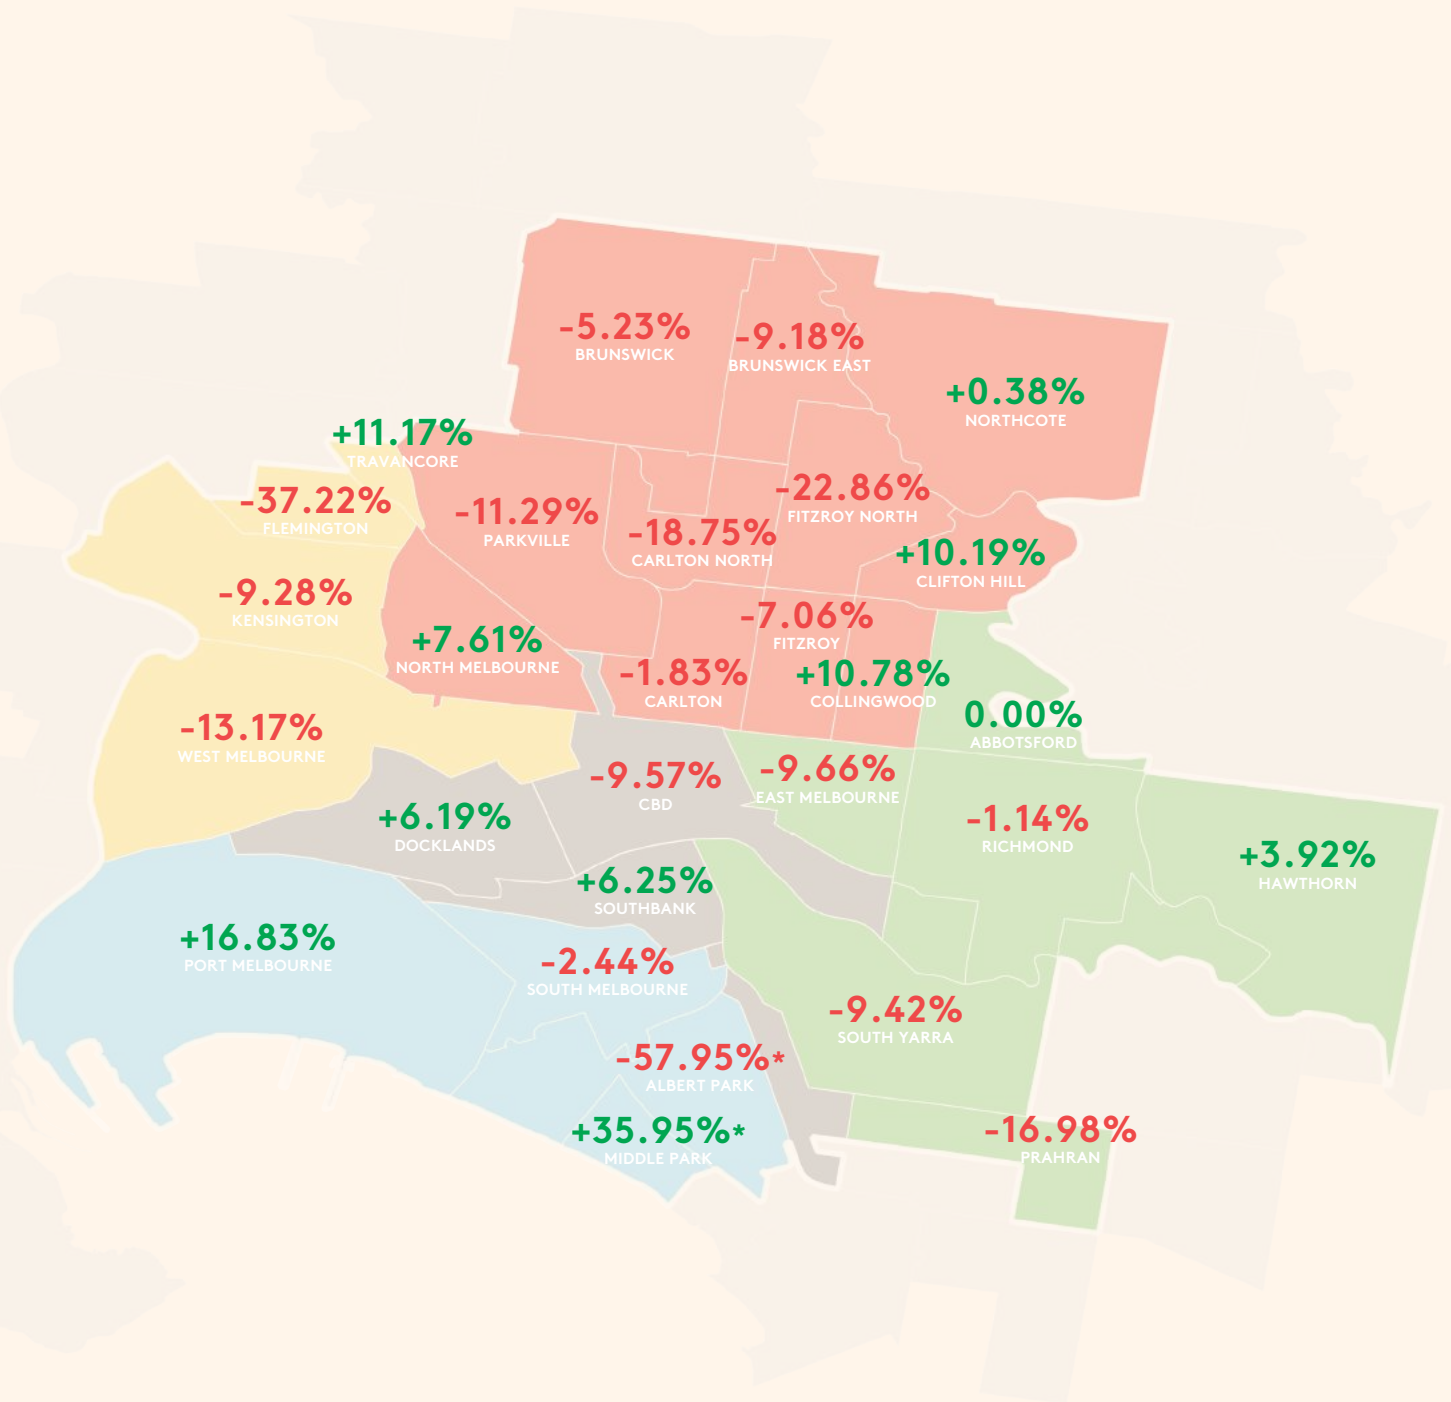 -5.23%
BRUNSWICK
-9.18%
BRUNSWICK EAST
+0.38%
NORTHCOTE
+11.17%
TRAVANCORE
-37.22%
FLEMINGTON
-11.29%
PARKVILLE
-18.75%
CARLTON NORTH
-22.86%
FITZROY NORTH
+10.19%
CLIFTON HILL
-9.28%
KENSINGTON
+7.61%
NORTH MELBOURNE
-7.06%
FITZROY
-1.83%
CARLTON
+10.78%
COLLINGWOOD
0.00%
ABBOTSFORD
-13.17%
WEST MELBOURNE
-9.57%
CBD
-9.66%
EAST MELBOURNE
+6.19%
DOCKLANDS
-1.14%
RICHMOND
+3.92%
HAWTHORN
+6.25%
SOUTHBANK
+16.83%
PORT MELBOURNE
-2.44%
SOUTH MELBOURNE
-9.42%
SOUTH YARRA
-57.95%*
ALBERT PARK
+35.95%*
MIDDLE PARK
-16.98%
PRAHRAN